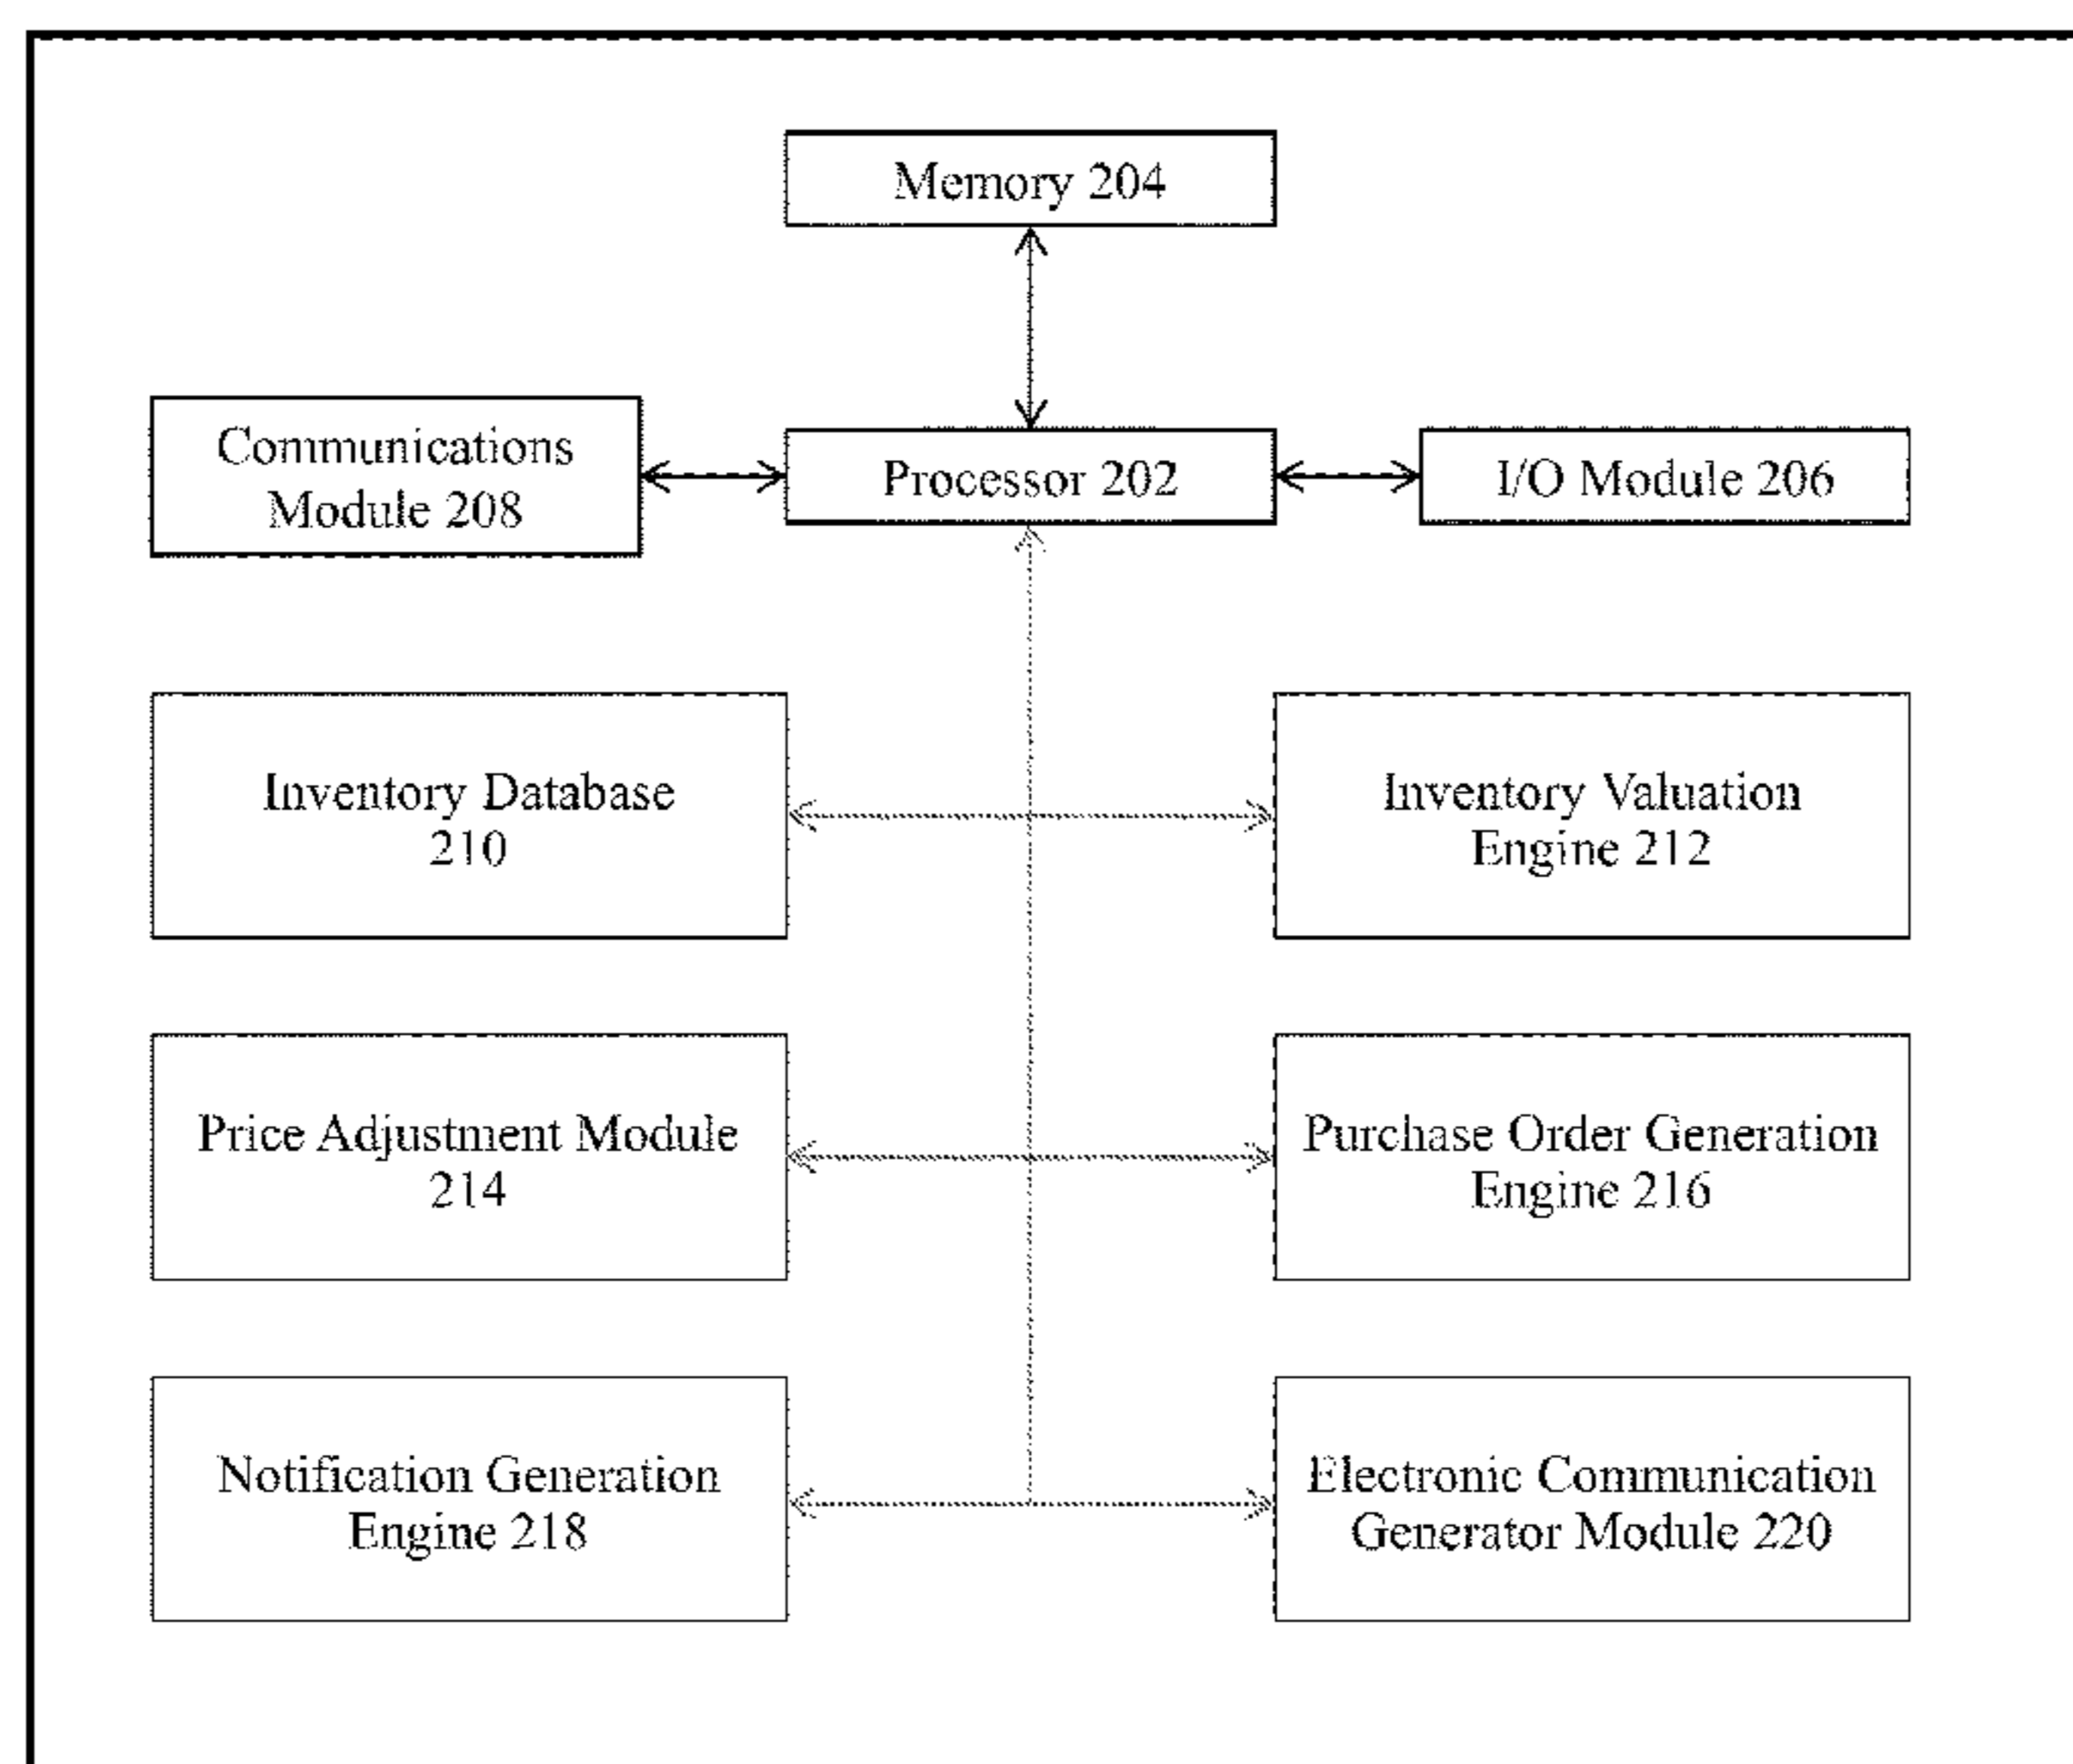 Memory 204
Communications
Module 208
Processor 202
I/O Module 206
Inventory Database
210
Inventory Valuation
Engine 212
Price Adjustment Module
214
Purchase Order Generation
Engine 216
Notification Generation
Engine 218
Electronic Communication
Generator Module 220